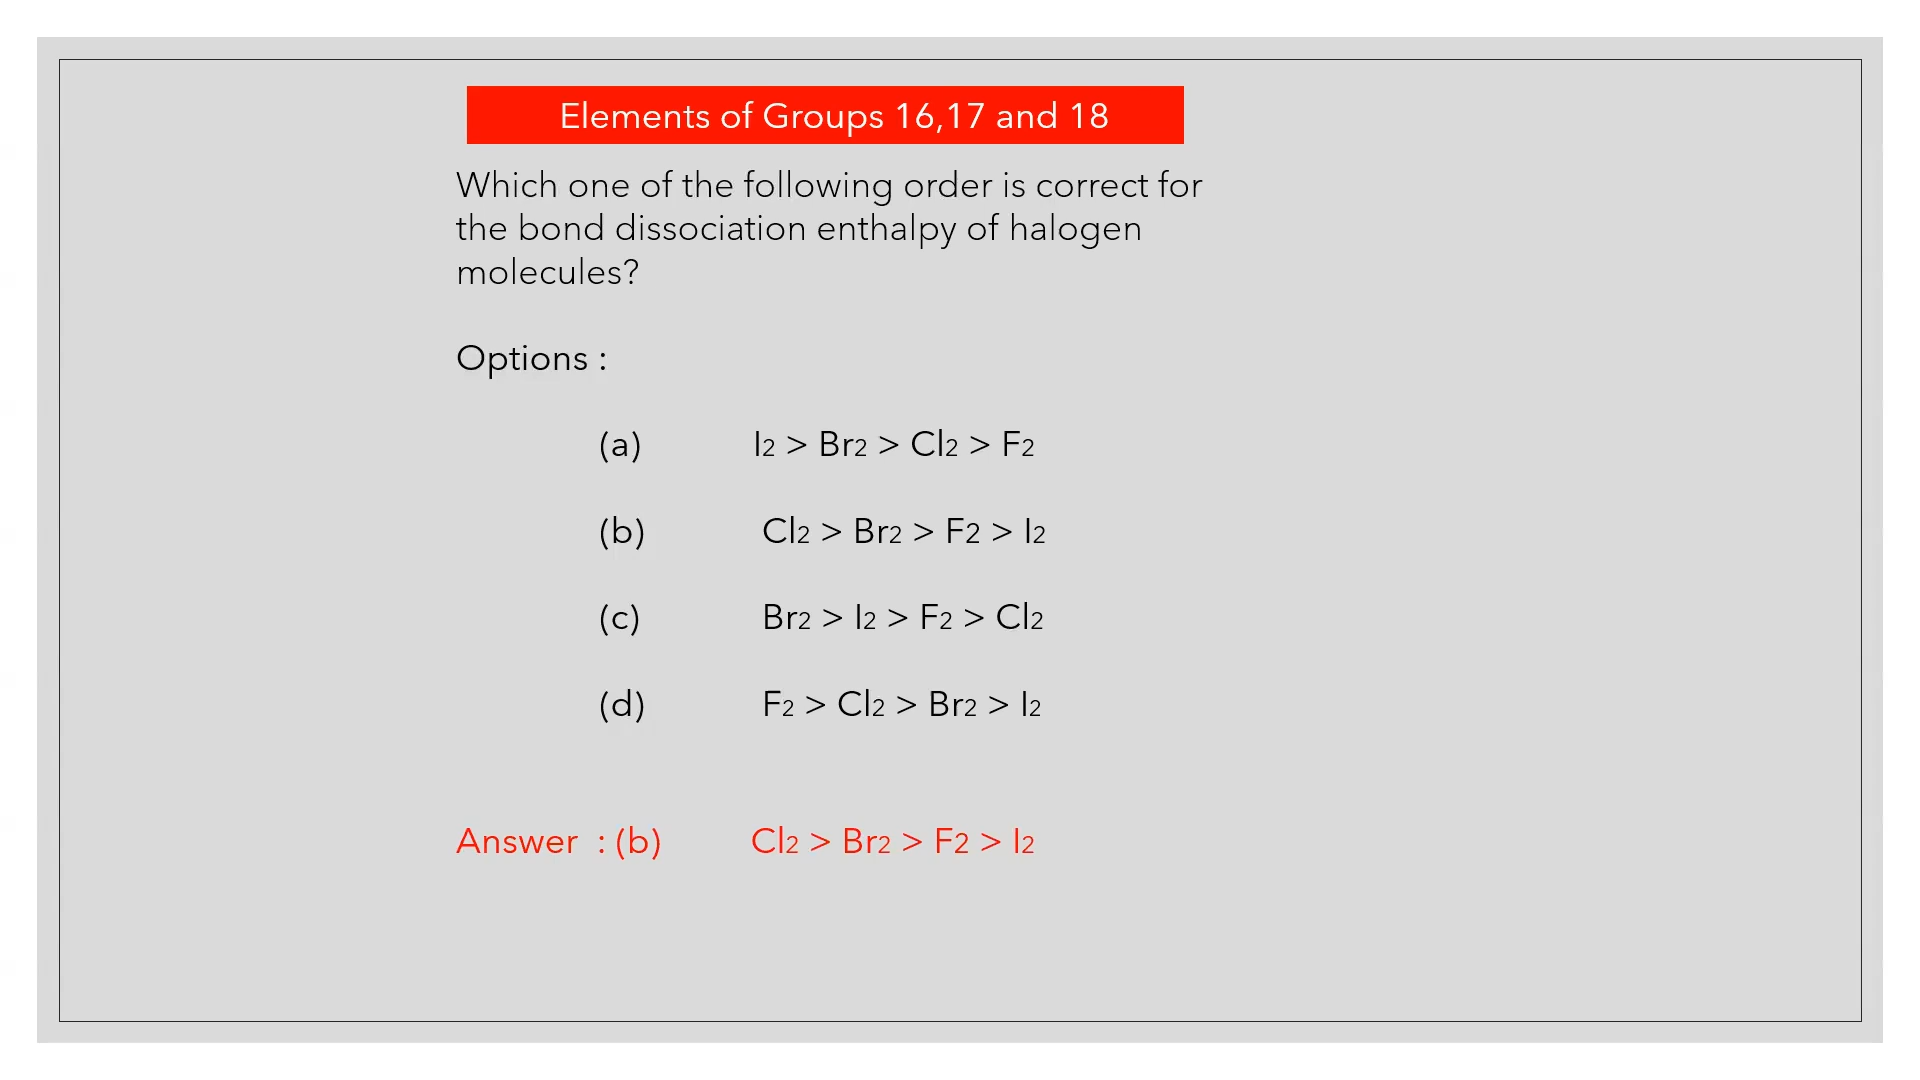 Elements of Groups 16,17 and 18
Which one of the following order is correct for
the bond dissociation enthalpy of halogen
molecules?
Options :
(a) I2 > Br2 > Cl2 > F2
(b) Cl2 > Br2 > F2 > I2
(c) Br2 > I2 > F2 > Cl2
(d) F2 > Cl2 > Br2 > I2
Answer : (b) Cl2 > Br2 > F2 > I2